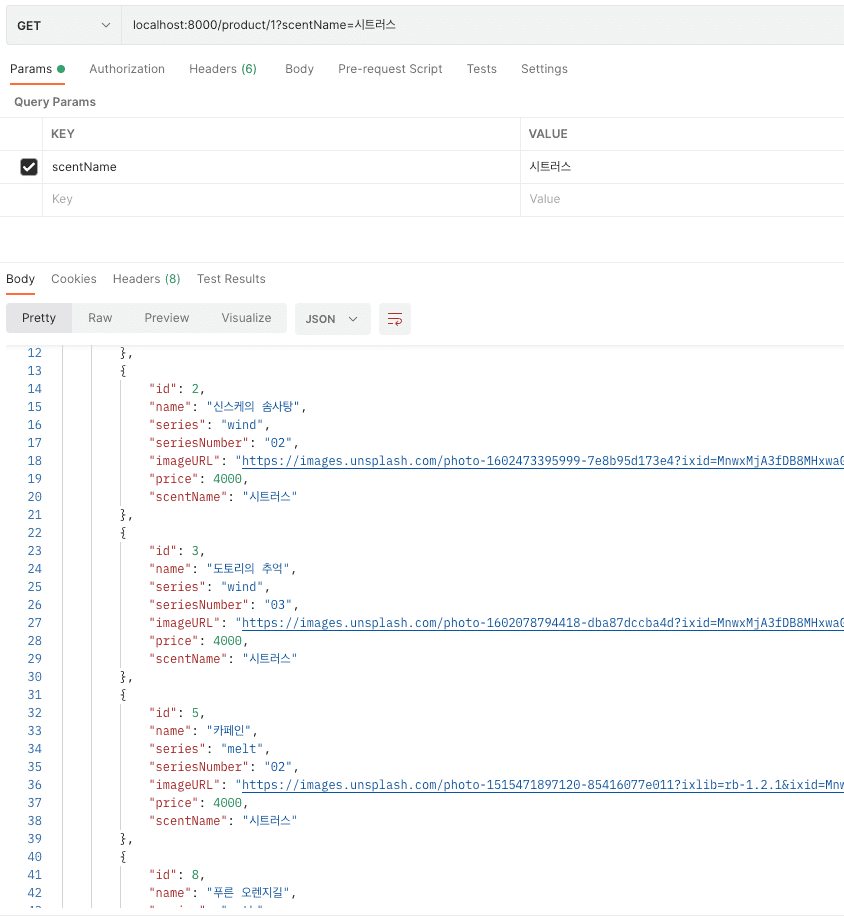 GET localhost:8000/product/1?scentName=시트러스
Params Authorization Headers (6) Body Pre-request Script Tests Settings
Query Params
KEY VALUE
scentName 시트러스
Key Value
Body Cookies Headers (8) Test Results
Pretty Raw Preview Visualize JSON
12 },
13 {
14 "id": 2,
15 "name": "신스케의 솜사탕",
16 "series": "wind",
17 "seriesNumber": "02",
18 "imageURL": "https://images.unsplash.com/photo-1602473395999-7e8b95d173e4?ixid=MnwxMjA3fDB8MHxwa
19 "price": 4000,
20 "scentName": "시트러스"
21 },
22 {
23 "id": 3,
24 "name": "도토리의 추억",
25 "series": "wind",
26 "seriesNumber": "03",
27 "imageURL": "https://images.unsplash.com/photo-1602078794418-dba87dccba4d?ixid=MnwxMjA3fDB8MHxwa
28 "price": 4000,
29 "scentName": "시트러스"
30 },
31 {
32 "id": 5,
33 "name": "카페인",
34 "series": "melt",
35 "seriesNumber": "02",
36 "imageURL": "https://images.unsplash.com/photo-1515471897120-85416077e011?ixlib=rb-1.2.1&ixid=Mnw
37 "price": 4000,
38 "scentName": "시트러스"
39 },
40 {
41 "id": 8,
42 "name": "푸른 오렌지길",